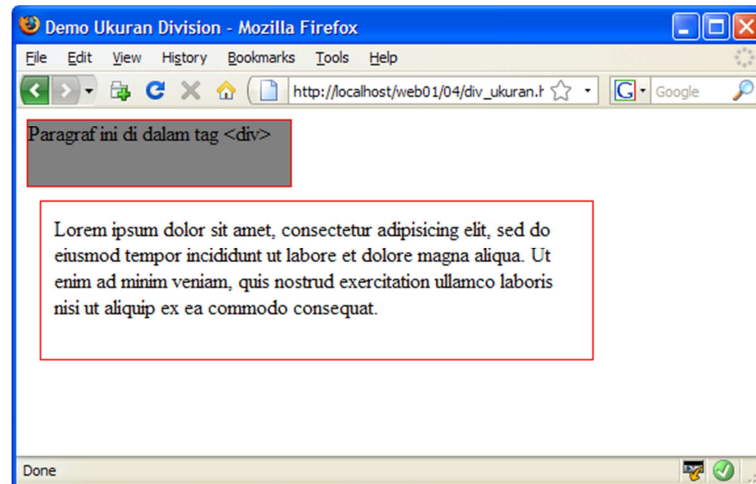 Demo Ukuran Division - Mozilla Firefox
File Edit View History Bookmarks Tools Help
http://localhost/web01/04/div_ukuran.h G Google
Paragraf ini di dalam tag <div>
Lorem ipsum dolor sit amet, consectetur adipisicing elit, sed do
eiusmod tempor incididunt ut labore et dolore magna aliqua. Ut
enim ad minim veniam, quis nostrud exercitation ullamco laboris
nisi ut aliquip ex ea commodo consequat.
Done